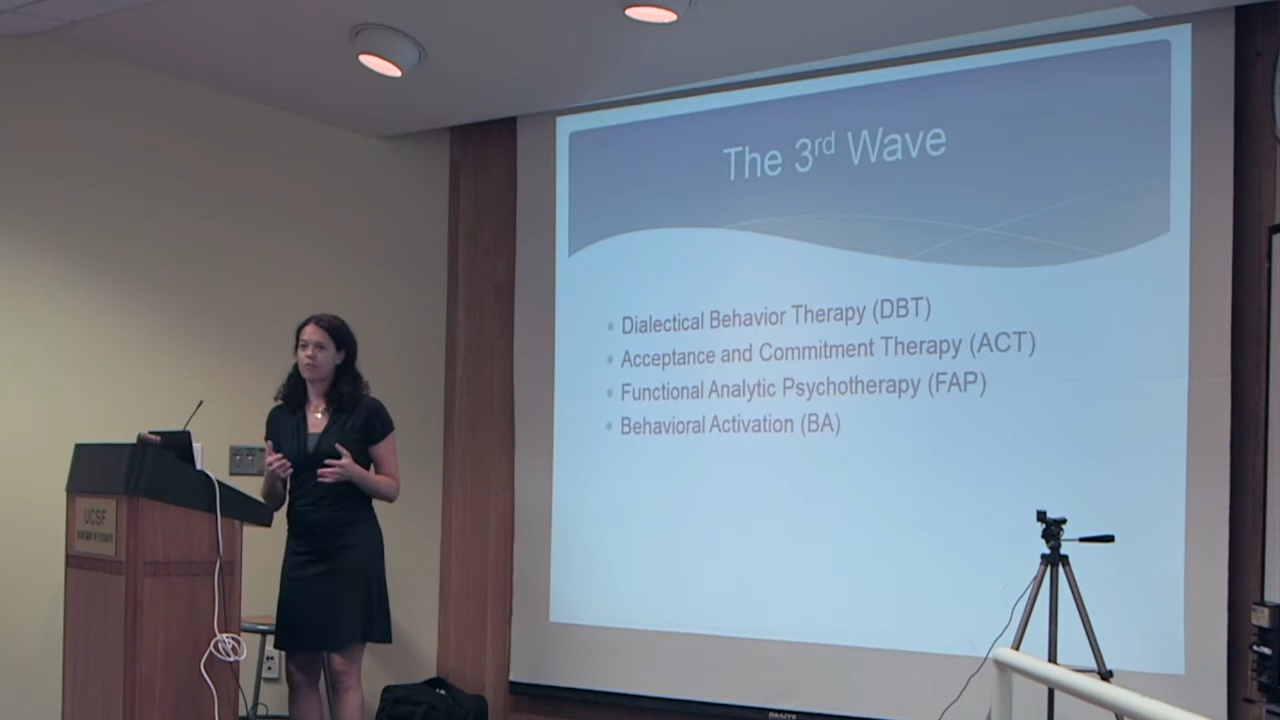 The 3rd Wave
Dialectical Behavior Therapy (DBT)
Acceptance and Commitment Therapy (ACT)
Functional Analytic Psychotherapy (FAP)
Behavioral Activation (BA)
UCSF